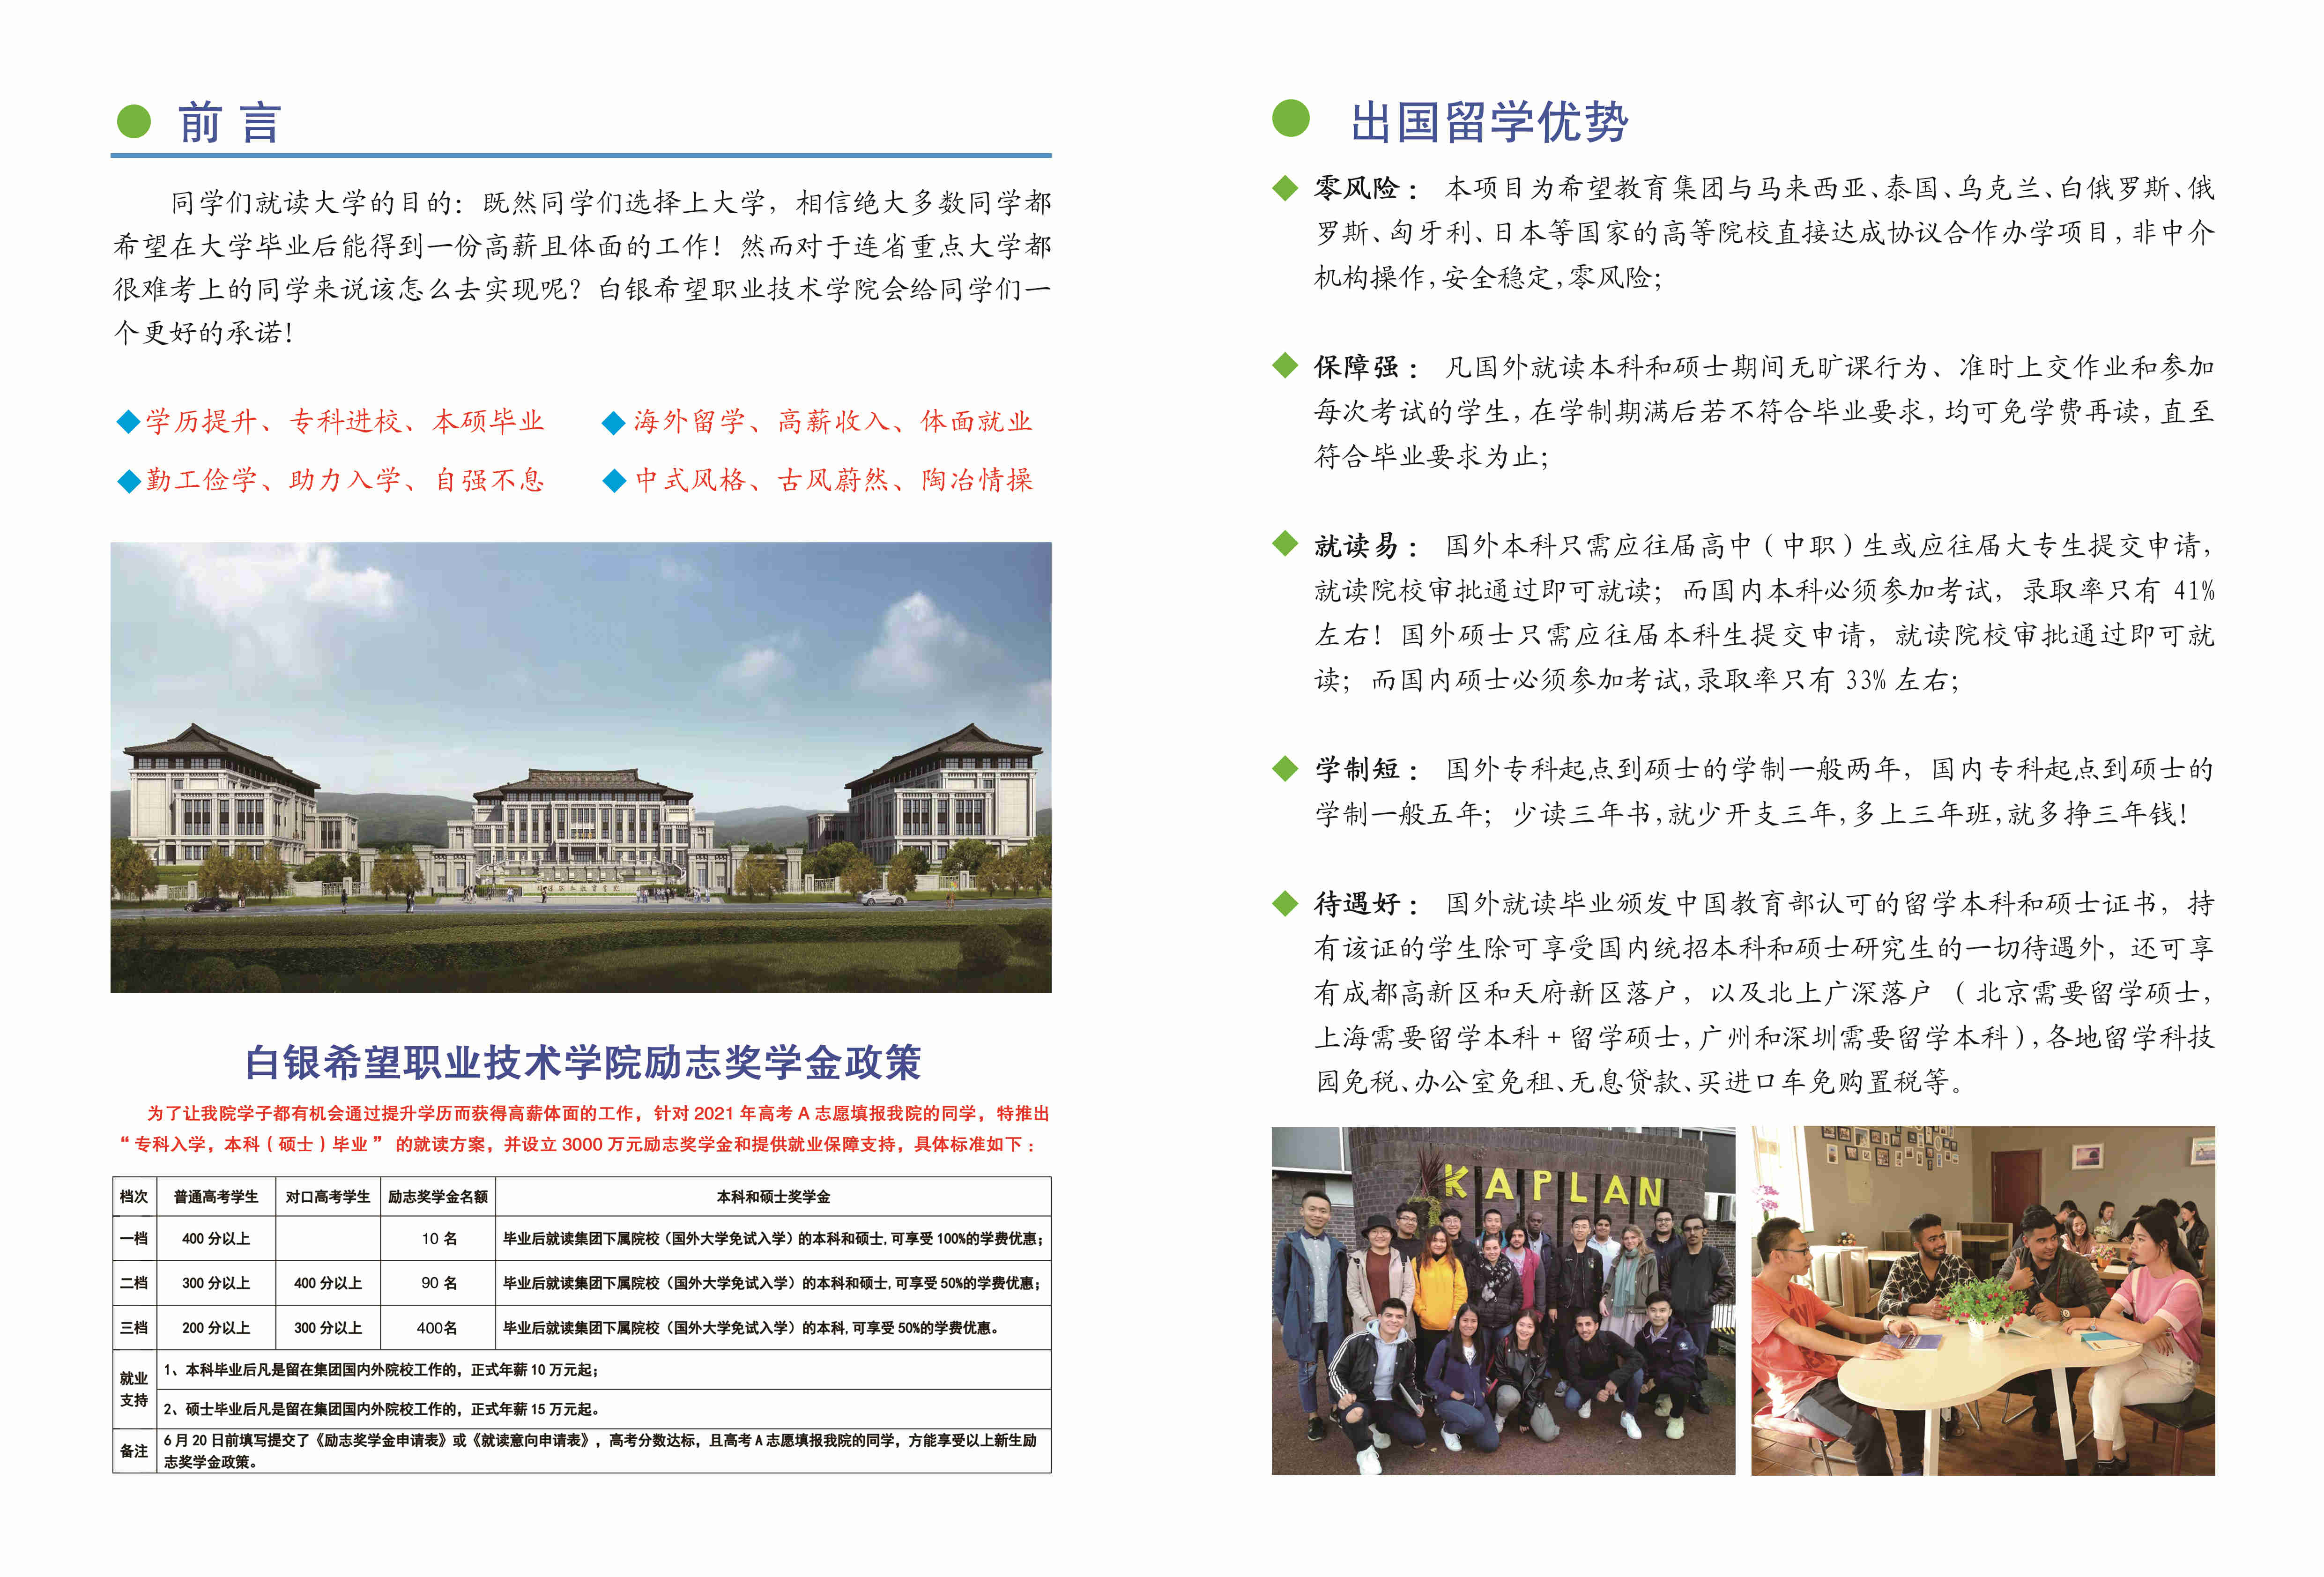 前言
同学们就读大学的目的：既然同学们选择上大学，相信绝大多数同学都
希望在大学毕业后能得到一份高薪且体面的工作！然而对于连省重点大学都
很难考上的同学来说该怎么去实现呢？白银希望职业技术学院会给同学们一
个更好的承诺！
学历提升、专科进校、本硕毕业
海外留学、高薪收入、体面就业
勤工俭学、助力入学、自强不息
中式风格、古风蔚然、陶冶情操
白银希望职业技术学院励志奖学金政策
为了让我院学子都有机会通过提升学历而获得高薪体面的工作，针对 2021 年高考 A 志愿填报我院的同学，特推出
“专科入学，本科（硕士）毕业”的就读方案，并设立 3000 万元励志奖学金和提供就业保障支持，具体标准如下：
档次 普通高考学生 对口高考学生 励志奖学金名额 本科和硕士奖学金
一档 400 分以上 10 名 毕业后就读集团下属院校（国外大学免试入学）的本科和硕士,可享受 100%的学费优惠；
二档 300 分以上 400 分以上 90 名 毕业后就读集团下属院校（国外大学免试入学）的本科和硕士,可享受 50%的学费优惠；
三档 200 分以上 300 分以上 400名 毕业后就读集团下属院校（国外大学免试入学）的本科,可享受 50%的学费优惠。
就业
支持
1、本科毕业后凡是留在集团国内外院校工作的，正式年薪 10 万元起；
2、硕士毕业后凡是留在集团国内外院校工作的，正式年薪 15 万元起。
备注
6 月 20 日前填写提交了《励志奖学金申请表》或《就读意向申请表》，高考分数达标，且高考 A 志愿填报我院的同学，方能享受以上新生励
志奖学金政策。
出国留学优势
零风险： 本项目为希望教育集团与马来西亚、泰国、乌克兰、白俄罗斯、俄
罗斯、匈牙利、日本等国家的高等院校直接达成协议合作办学项目，非中介
机构操作，安全稳定，零风险；
保障强： 凡国外就读本科和硕士期间无旷课行为、准时上交作业和参加
每次考试的学生，在学制期满后若不符合毕业要求，均可免学费再读，直至
符合毕业要求为止；
就读易： 国外本科只需应往届高中（中职）生或应往届大专生提交申请，
就读院校审批通过即可就读；而国内本科必须参加考试，录取率只有 41%
左右！国外硕士只需应往届本科生提交申请，就读院校审批通过即可就
读；而国内硕士必须参加考试，录取率只有 33% 左右；
学制短： 国外专科起点到硕士的学制一般两年，国内专科起点到硕士的
学制一般五年；少读三年书，就少开支三年，多上三年班，就多挣三年钱！
待遇好： 国外就读毕业颁发中国教育部认可的留学本科和硕士证书，持
有该证的学生除可享受国内统招本科和硕士研究生的一切待遇外，还可享
有成都高新区和天府新区落户，以及北上广深落户（北京需要留学硕士，
上海需要留学本科 + 留学硕士，广州和深圳需要留学本科），各地留学科技
园免税、办公室免租、无息贷款、买进口车免购置税等。
KAPLAN